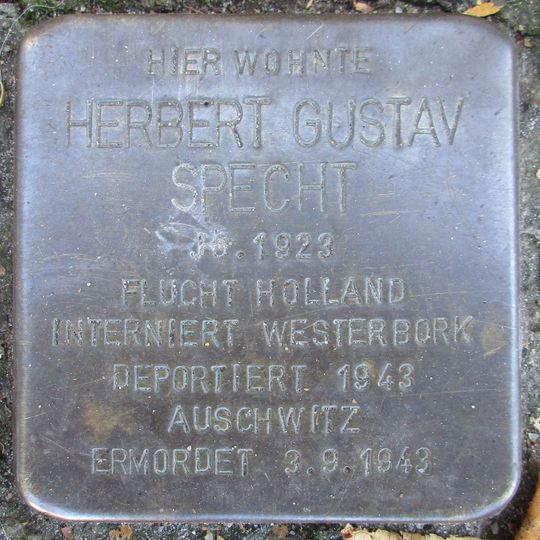 HIER WOHNTE
HERBERT GUSTAV
SPECHT
JG. 1923
FLUCHT HOLLAND
INTERNIERT WESTERBORK
DEPORTIERT 1943
AUSCHWITZ
ERMORDET 3.9.1943